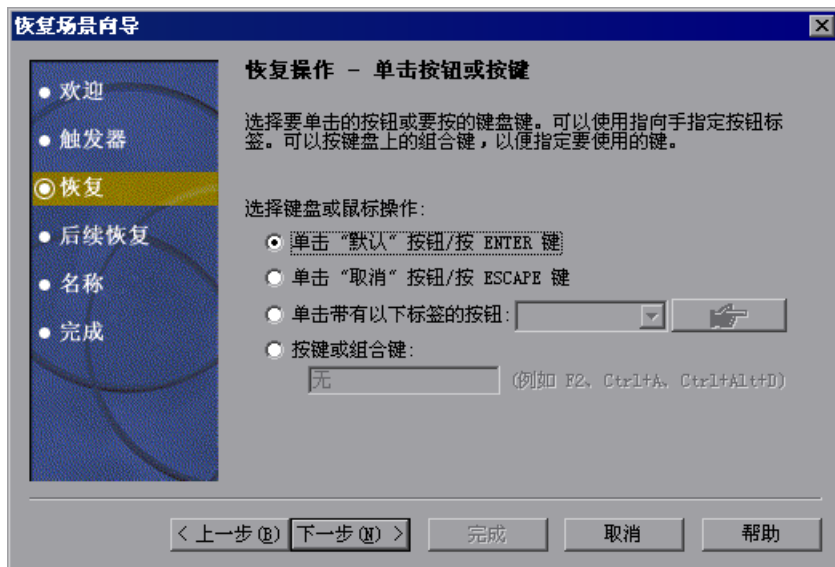 恢复场景向导
欢迎
触发器
恢复
后续恢复
名称
完成
恢复操作 - 单击按钮或按键
选择要单击的按钮或要按的键盘键。可以使用指向手指定按钮标
签。可以按键盘上的组合键，以便指定要使用的键。
选择键盘或鼠标操作:
单击 “默认” 按钮/按 ENTER 键
单击 “取消” 按钮/按 ESCAPE 键
单击带有以下标签的按钮:
按键或组合键:
无 (例如 F2、Ctrl+A、Ctrl+Alt+D)
< 上一步(B) 下一步(N) > 完成 取消 帮助